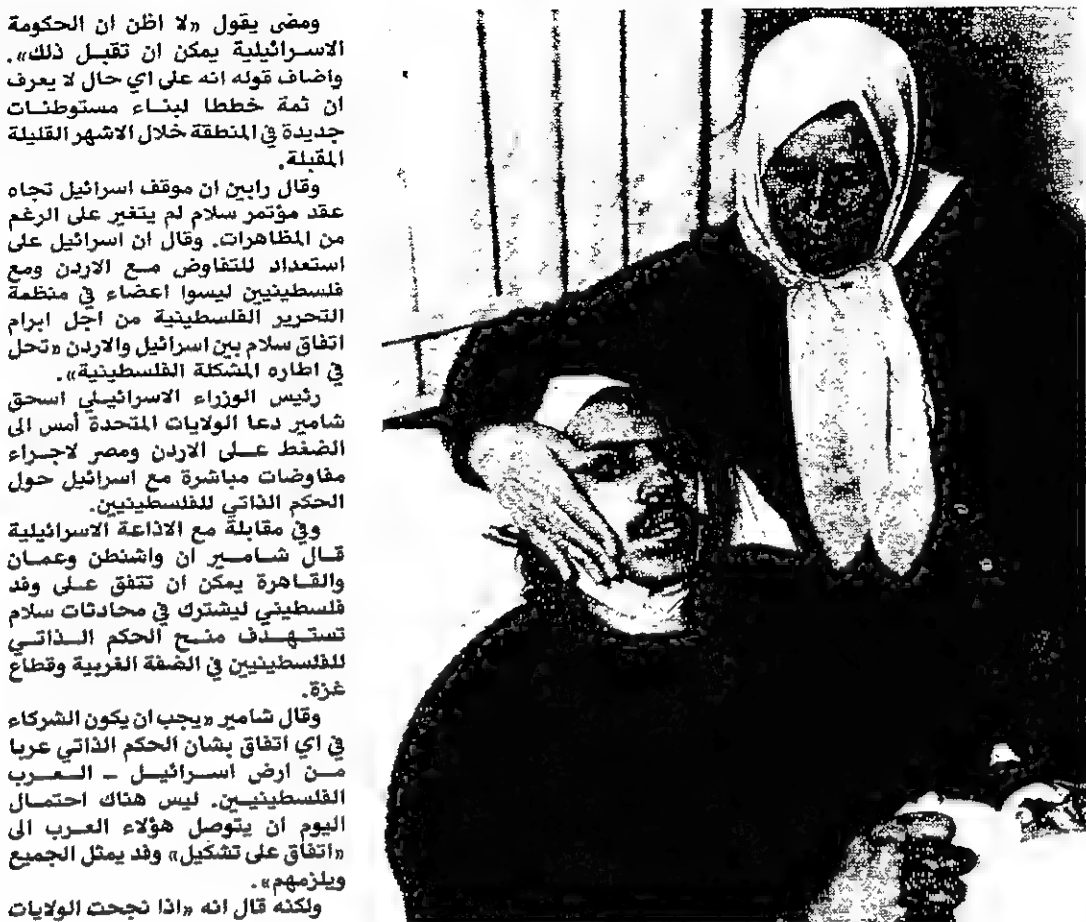 ومضى يقول «لا اظن ان الحكومة
الاسرائيلية يمكن ان تقبل ذلك».
واضاف قوله انه على اي حال لا يعرف
ان ثمة خططا لبناء مستوطنات
جديدة في المنطقة خلال الاشهر القليلة
المقبلة.
وقال رابين ان موقف اسرائيل تجاه
عقد مؤتمر سلام لم يتغير على الرغم
من المظاهرات. وقال ان اسرائيل على
استعداد للتفاوض مع الاردن ومع
فلسطينيين ليسوا اعضاء في منظمة
التحرير الفلسطينية من اجل ابرام
اتفاق سلام بين اسرائيل والاردن «تحل
في اطاره المشكلة الفلسطينية».
رئيس الوزراء الاسرائيلي اسحق
شامير دعا الولايات المتحدة أمس الى
الضغط على الاردن ومصر لاجراء
مفاوضات مباشرة مع اسرائيل حول
الحكم الذاتي للفلسطينيين.
وفي مقابلة مع الاذاعة الاسرائيلية
قال شامير ان واشنطن وعمان
والقاهرة يمكن ان تتفق على وفد
فلسطيني ليشترك في محادثات سلام
تستهدف منح الحكم الذاتي
للفلسطينيين في الضفة الغربية وقطاع
غزة.
وقال شامير «يجب ان يكون الشركاء
في اي اتفاق بشان الحكم الذاتي عربا
من ارض اسرائيل - العرب
الفلسطينيين. ليس هناك احتمال
اليوم ان يتوصل هؤلاء العرب الى
«اتفاق على تشكيل» وفد يمثل الجميع
ويلزمهم».
ولكنه قال انه «اذا نجحت الولايات